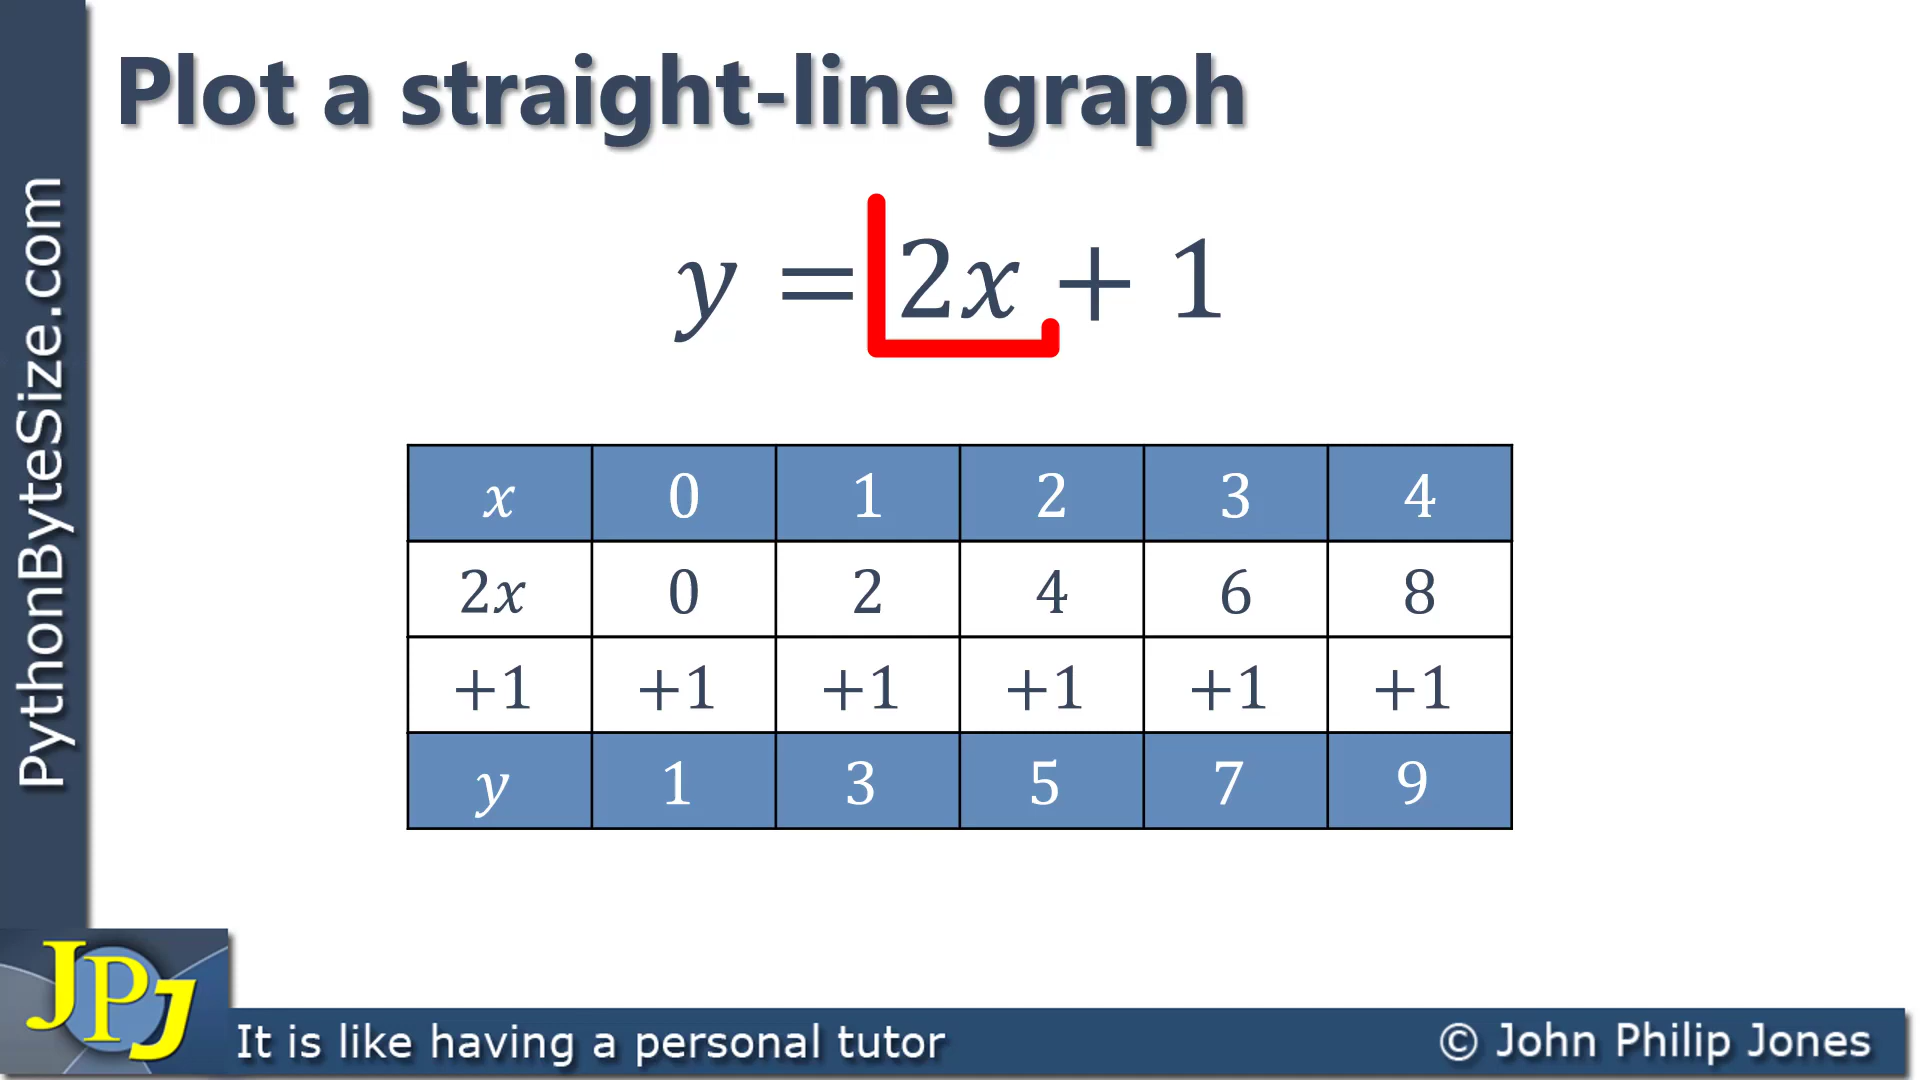 Plot a straight-line graph
y = 2x + 1
x 0 1 2 3 4
2x 0 2 4 6 8
+1 +1 +1 +1 +1 +1
y 1 3 5 7 9
PythonByteSize.com
JPJ
It is like having a personal tutor
© John Philip Jones